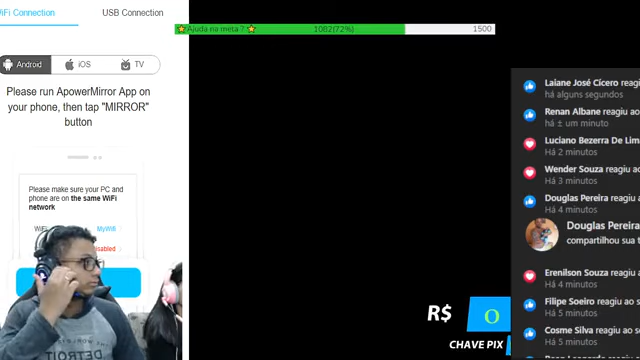 WiFi Connection
USB Connection
Android
iOS
TV
Please run ApowerMirror App on
your phone, then tap "MIRROR"
button
Please make sure your PC and
phone are on the same WiFi
network
WiFi
MyWifi
⭐Ajuda na meta ?⭐
1082(72%)
1500
Laiane José Cícero reagiu
há alguns segundos
Renan Albane reagiu ao
há ± um minuto
Luciano Bezerra De Lima
Há 2 minutos
Wender Souza reagiu a
Há 3 minutos
Douglas Pereira reagiu
Há 4 minutos
Douglas Pereira
compartilhou sua t
Erenilson Souza reagiu
Há 4 minutos
Filipe Soeiro reagiu ao s
Há 5 minutos
Cosme Silva reagiu ao se
Há 5 minutos
R$ 0
CHAVE PIX
DETROIT